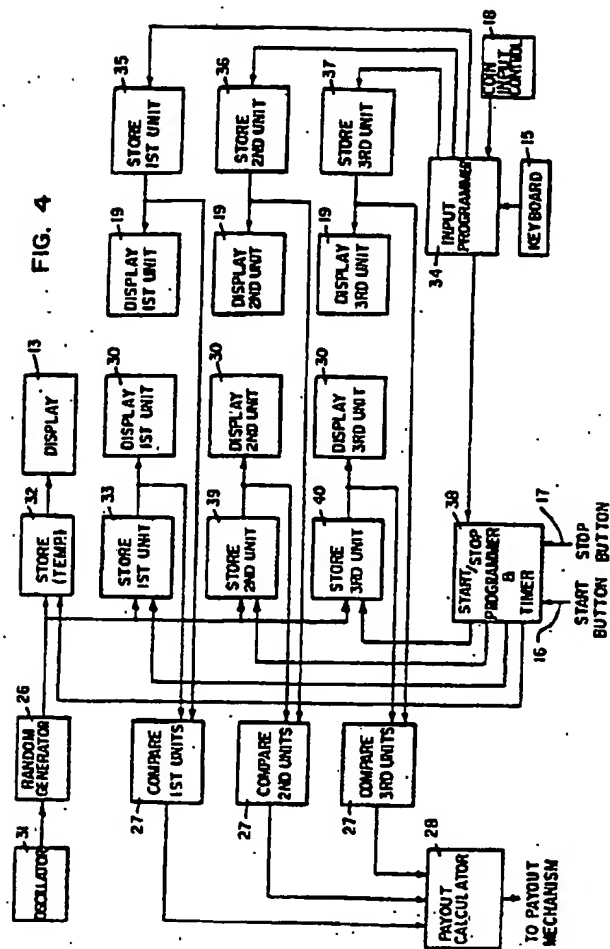 FIG. 4
18
COIN
INPUT
CONTROL
35
STORE
1ST UNIT
36
STORE
2ND UNIT
37
STORE
3RD UNIT
34
INPUT
PROGRAMMER
15
KEYBOARD
19
DISPLAY
1ST UNIT
19
DISPLAY
2ND UNIT
19
DISPLAY
3RD UNIT
13
DISPLAY
30
DISPLAY
1ST UNIT
30
DISPLAY
2ND UNIT
30
DISPLAY
3RD UNIT
32
STORE
(TEMP)
33
STORE
1ST UNIT
39
STORE
2ND UNIT
40
STORE
3RD UNIT
38
START/STOP
PROGRAMMER
&
TIMER
17
STOP
BUTTON
16
START
BUTTON
26
RANDOM
GENERATOR
31
OSCILLATOR
27
COMPARE
1ST UNITS
27
COMPARE
2ND UNITS
27
COMPARE
3RD UNITS
28
PAYOUT
CALCULATOR
TO PAYOUT
MECHANISM